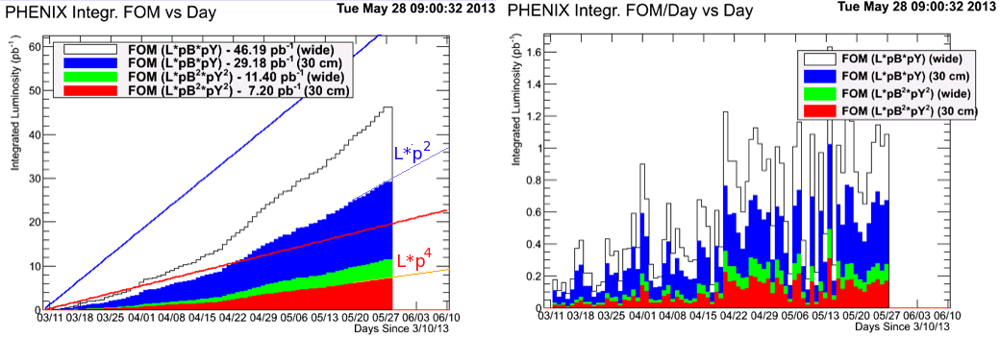 PHENIX Integr. FOM vs Day
Tue May 28 09:00:32 2013
Integrated Luminosity (pb⁻¹)
60
50
40
30
20
10
0
FOM (L*pB*pY) - 46.19 pb⁻¹ (wide)
FOM (L*pB*pY) - 29.18 pb⁻¹ (30 cm)
FOM (L*pB²*pY²) - 11.40 pb⁻¹ (wide)
FOM (L*pB²*pY²) - 7.20 pb⁻¹ (30 cm)
L*p²
L*p⁴
03/11 03/18 03/25 04/01 04/08 04/15 04/22 04/29 05/06 05/13 05/20 05/27 06/03 06/10
Days Since 3/10/13
PHENIX Integr. FOM/Day vs Day
Tue May 28 09:00:32 2013
Integrated Luminosity (pb⁻¹)
1.6
1.4
1.2
1
0.8
0.6
0.4
0.2
0
FOM (L*pB*pY) (wide)
FOM (L*pB*pY) (30 cm)
FOM (L*pB²*pY²) (wide)
FOM (L*pB²*pY²) (30 cm)
03/11 03/18 03/25 04/01 04/08 04/15 04/22 04/29 05/06 05/13 05/20 05/27 06/03 06/10
Days Since 3/10/13